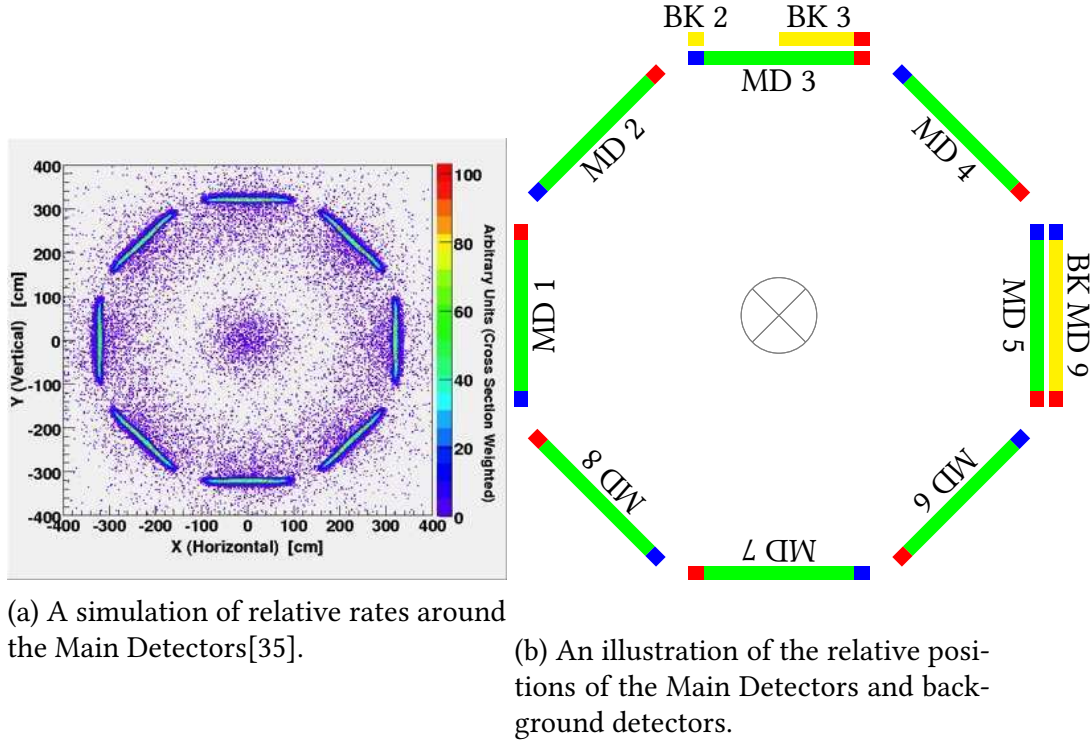 400
300
200
100
0
-100
-200
-300
-400
-400 -300 -200 -100 0 100 200 300 400
Y (Vertical) [cm]
X (Horizontal) [cm]
100
80
60
40
20
0
Arbitrary Units (Cross Section Weighted)
(a) A simulation of relative rates around
the Main Detectors[35].
BK 2
BK 3
MD 3
MD 2
MD 4
MD 1
MD 5
BK MD 9
MD 8
MD 6
MD 7
(b) An illustration of the relative posi-
tions of the Main Detectors and back-
ground detectors.